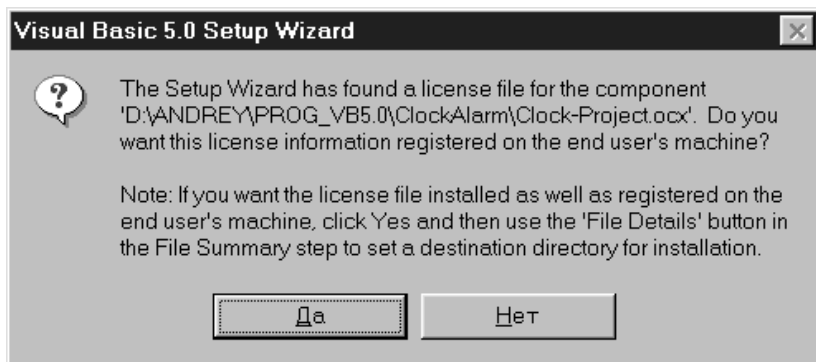 Visual Basic 5.0 Setup Wizard
The Setup Wizard has found a license file for the component
'D:\ANDREY\PROG_VB5.0\ClockAlarm\Clock-Project.ocx'. Do you
want this license information registered on the end user's machine?
Note: If you want the license file installed as well as registered on the
end user's machine, click Yes and then use the 'File Details' button in
the File Summary step to set a destination directory for installation.
Да Нет